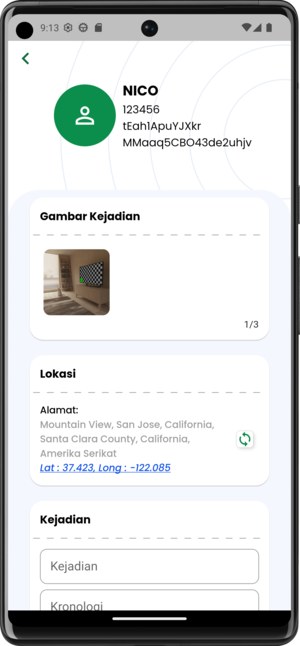 9:13
NICO
123456
tEah1ApuYJXkr
MMaaq5CBO43de2uhjv
Gambar Kejadian
1/3
Lokasi
Alamat:
Mountain View, San Jose, California,
Santa Clara County, California,
Amerika Serikat
Lat : 37.423, Long : -122.085
Kejadian
Kejadian
Kronologi